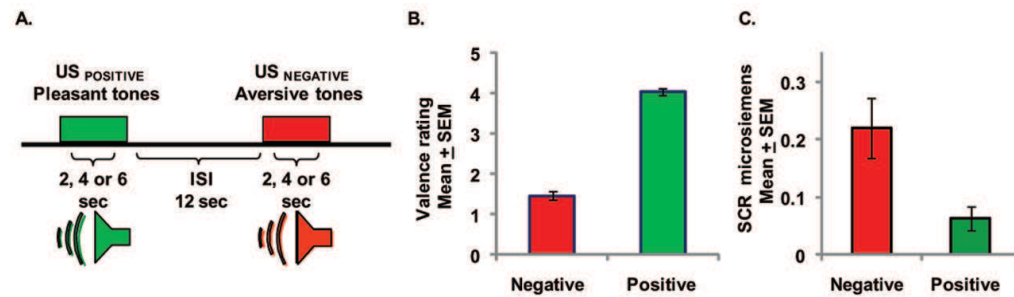 A.
US POSITIVE
Pleasant tones
US NEGATIVE
Aversive tones
2, 4 or 6
sec
ISI
12 sec
2, 4 or 6
sec
B.
Valence rating
Mean ± SEM
5
4
3
2
1
0
Negative
Positive
C.
SCR microsiemens
Mean ± SEM
0.3
0.2
0.1
0
Negative
Positive